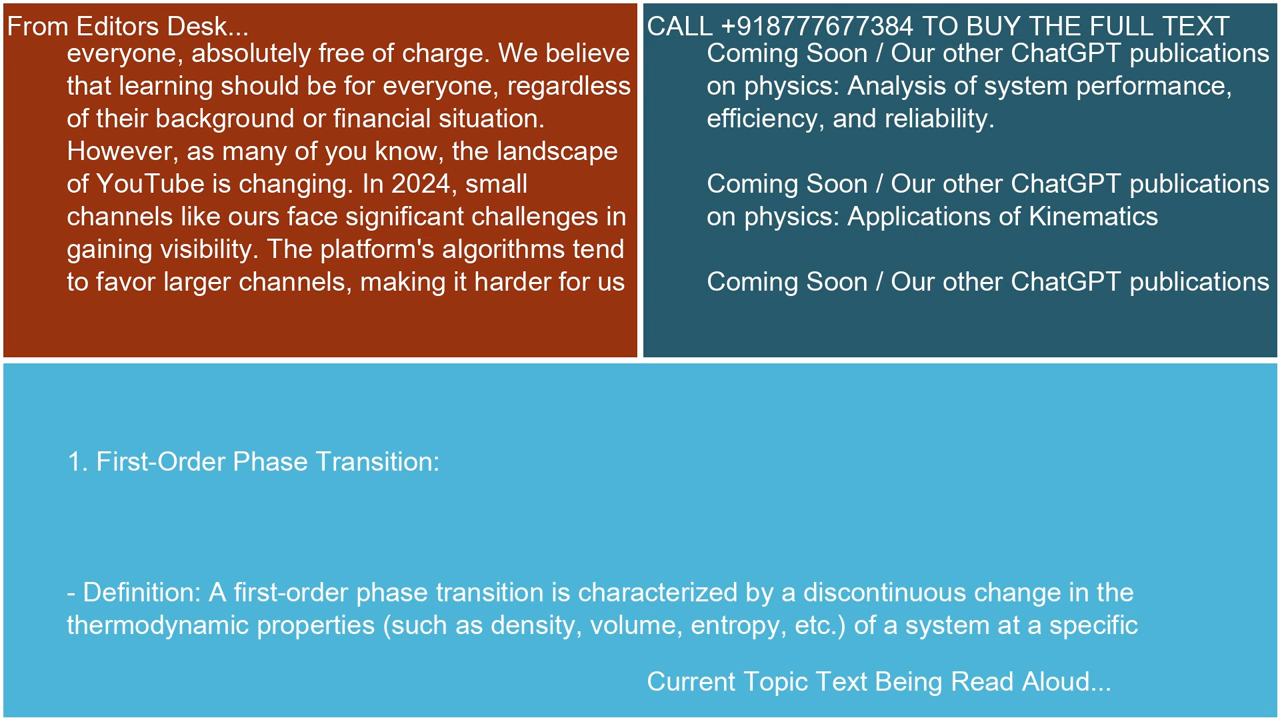 From Editors Desk...
everyone, absolutely free of charge. We believe
that learning should be for everyone, regardless
of their background or financial situation.
However, as many of you know, the landscape
of YouTube is changing. In 2024, small
channels like ours face significant challenges in
gaining visibility. The platform's algorithms tend
to favor larger channels, making it harder for us
CALL +918777677384 TO BUY THE FULL TEXT
Coming Soon / Our other ChatGPT publications
on physics: Analysis of system performance,
efficiency, and reliability.
Coming Soon / Our other ChatGPT publications
on physics: Applications of Kinematics
Coming Soon / Our other ChatGPT publications
1. First-Order Phase Transition:
- Definition: A first-order phase transition is characterized by a discontinuous change in the
thermodynamic properties (such as density, volume, entropy, etc.) of a system at a specific
Current Topic Text Being Read Aloud...